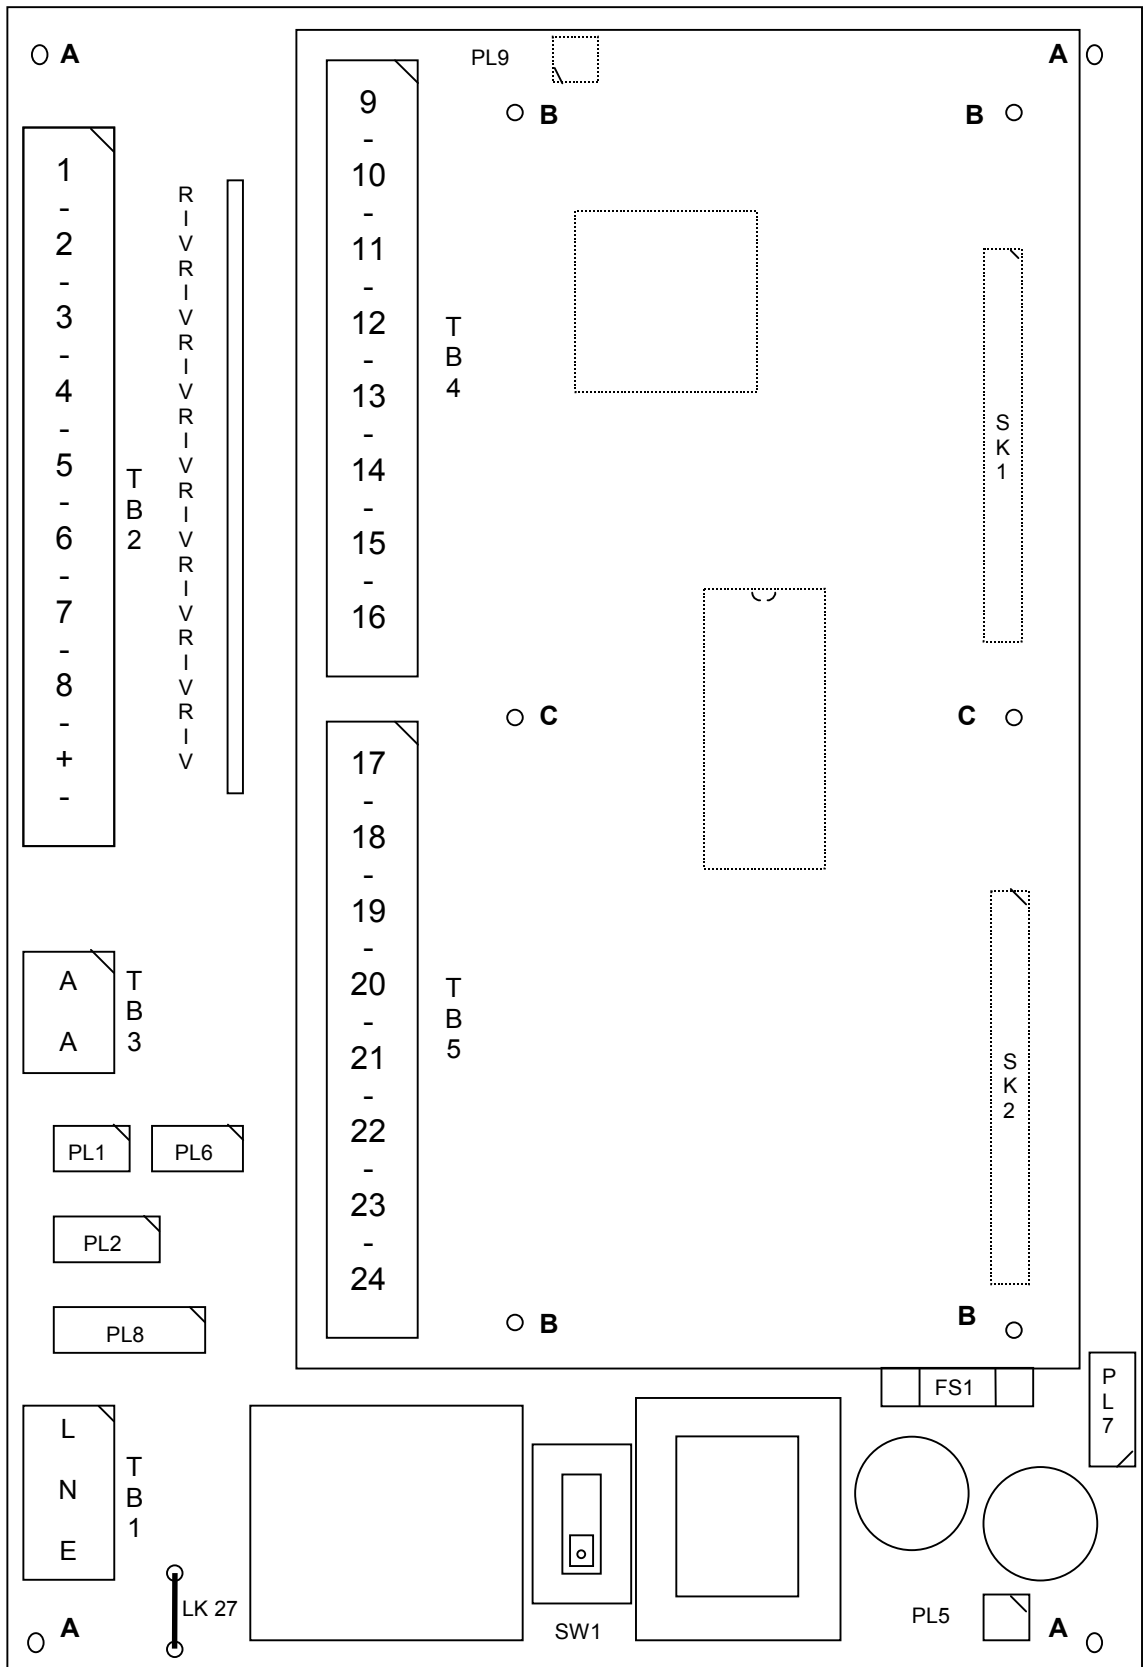 A
PL9
A
B
B
1
-
2
-
3
-
4
-
5
-
6
-
7
-
8
-
+
-
T
B
2
R
I
V
R
I
V
R
I
V
R
I
V
R
I
V
R
I
V
R
I
V
R
I
V
9
-
10
-
11
-
12
-
13
-
14
-
15
-
16
T
B
4
S
K
1
C
C
17
-
18
-
19
-
20
-
21
-
22
-
23
-
24
T
B
5
S
K
2
A
A
T
B
3
PL1
PL6
PL2
PL8
B
B
FS1
P
L
7
L
N
E
T
B
1
LK 27
SW1
PL5
A
A